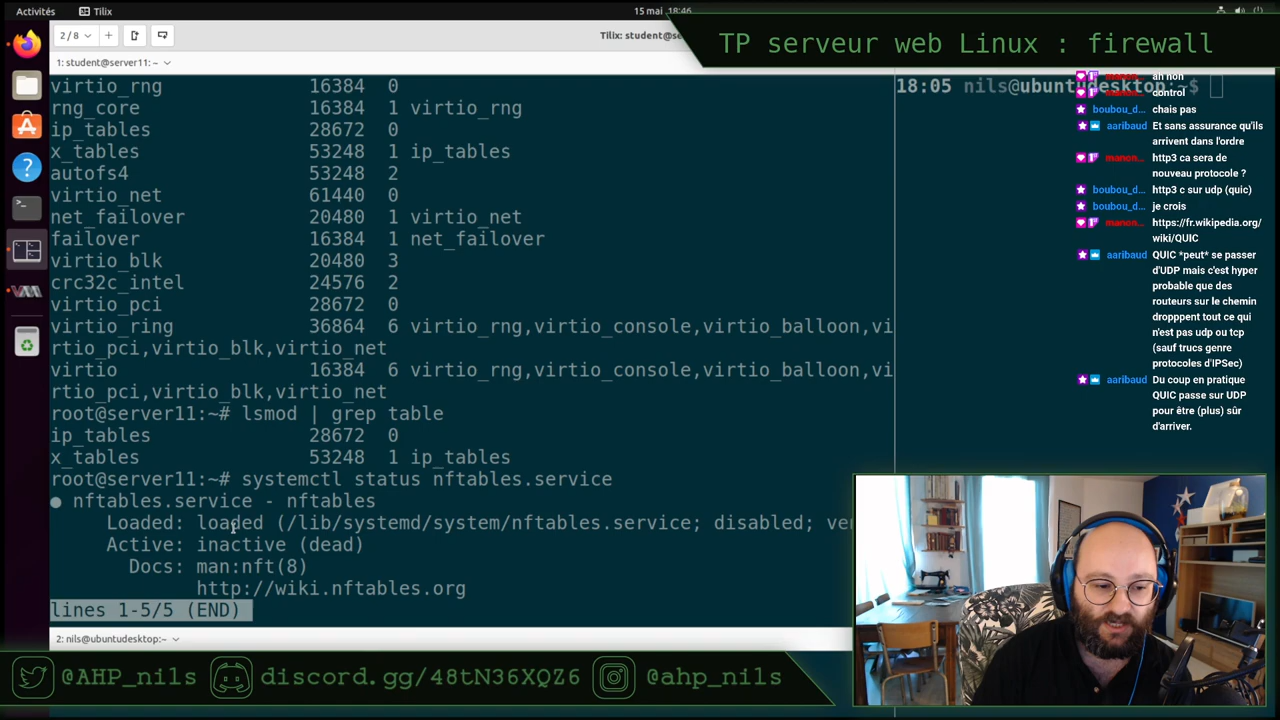 Activités
Tilix
15 mai 18:46
2/8
Tilix: student@se
1: student@server11: ~
TP serveur web Linux : firewall
virtio_rng 16384 0
rng_core 16384 1 virtio_rng
ip_tables 28672 0
x_tables 53248 1 ip_tables
autofs4 53248 2
virtio_net 61440 0
net_failover 20480 1 virtio_net
failover 16384 1 net_failover
virtio_blk 20480 3
crc32c_intel 24576 2
virtio_pci 28672 0
virtio_ring 36864 6 virtio_rng,virtio_console,virtio_balloon,vi
rtio_pci,virtio_blk,virtio_net
virtio 16384 6 virtio_rng,virtio_console,virtio_balloon,vi
rtio_pci,virtio_blk,virtio_net
root@server11:~# lsmod | grep table
ip_tables 28672 0
x_tables 53248 1 ip_tables
root@server11:~# systemctl status nftables.service
● nftables.service - nftables
Loaded: loaded (/lib/systemd/system/nftables.service; disabled; ve
Active: inactive (dead)
Docs: man:nft(8)
http://wiki.nftables.org
lines 1-5/5 (END)
2: nils@ubuntudesktop:~
18:05 nils@ubuntudesktop:~$
manon... ah non
control
boubou_d... chais pas
aaribaud Et sans assurance qu'ils
arrivent dans l'ordre
manon... http3 ca sera de
nouveau protocole ?
boubou_d... http3 c sur udp (quic)
boubou_d... je crois
manon... https://fr.wikipedia.org/
wiki/QUIC
aaribaud QUIC *peut* se passer
d'UDP mais c'est hyper
probable que des
routeurs sur le chemin
dropppent tout ce qui
n'est pas udp ou tcp
(sauf trucs genre
protocoles d'IPSec)
aaribaud Du coup en pratique
QUIC passe sur UDP
pour être (plus) sûr
d'arriver.
@AHP_nils
discord.gg/48tN36XQZ6
@ahp_nils